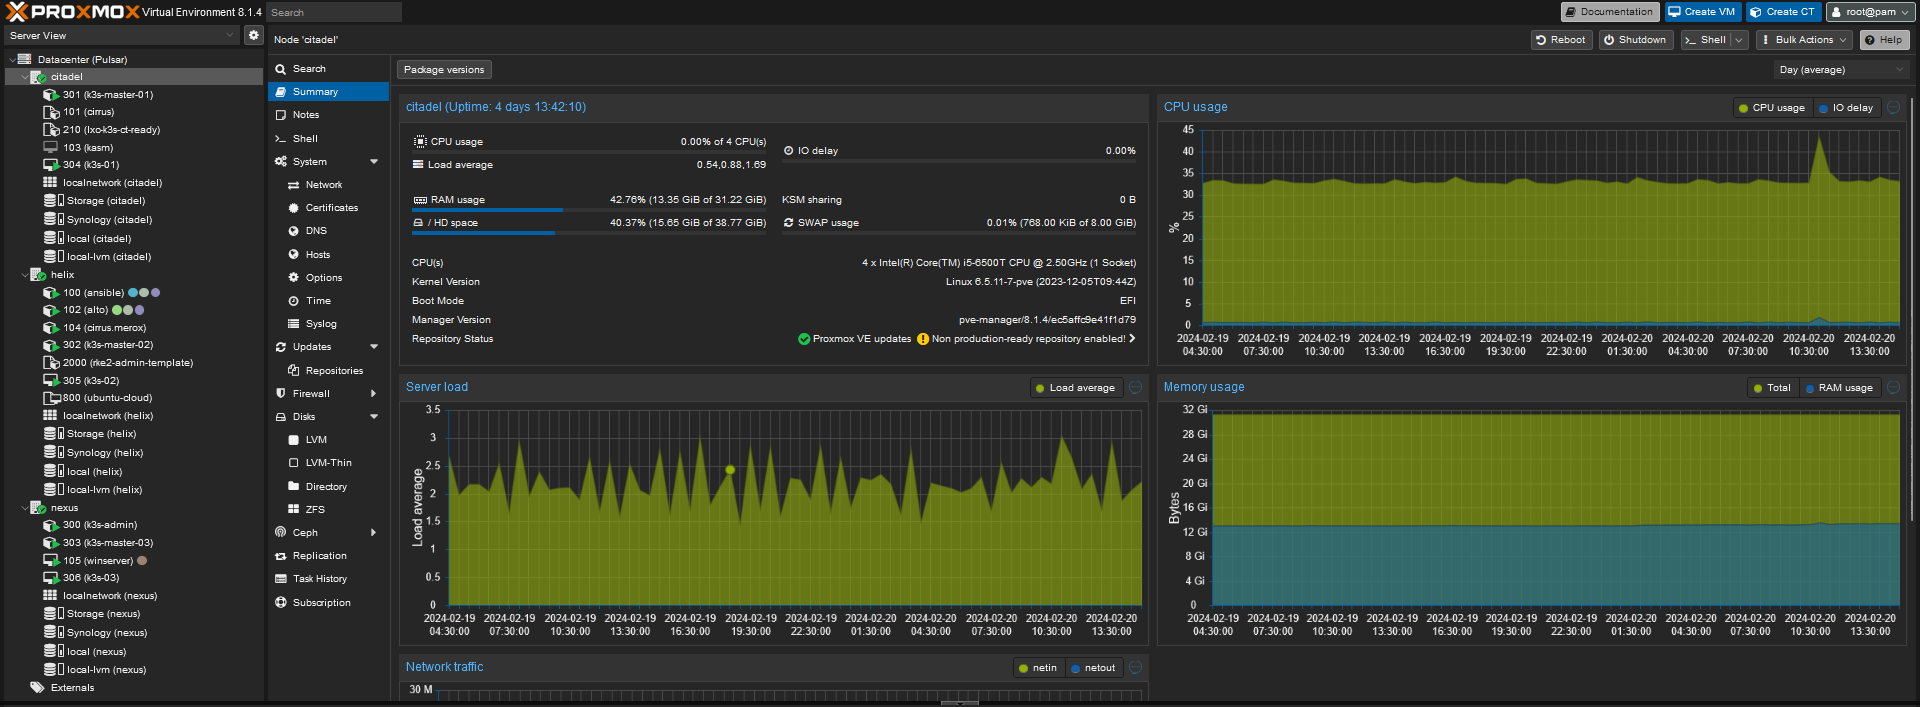 PROXMOX Virtual Environment 8.1.4 Search Documentation Create VM Create CT root@pam
Server View
Node 'citadel' Reboot Shutdown Shell Bulk Actions Help
Datacenter (Pulsar)
citadel
301 (k3s-master-01)
101 (cirrus)
210 (lxo-k3s-ct-ready)
103 (kasm)
304 (k3s-01)
localnetwork (citadel)
Storage (citadel)
Synology (citadel)
local (citadel)
local-lvm (citadel)
helix
100 (ansible)
102 (alto)
104 (cirrus.merox)
302 (k3s-master-02)
2000 (rke2-admin-template)
305 (k3s-02)
800 (ubuntu-cloud)
localnetwork (helix)
Storage (helix)
Synology (helix)
local (helix)
local-lvm (helix)
nexus
300 (k3s-admin)
303 (k3s-master-03)
105 (winserver)
306 (k3s-03)
localnetwork (nexus)
Storage (nexus)
Synology (nexus)
local (nexus)
local-lvm (nexus)
Externals
Search
Summary
Notes
Shell
System
Network
Certificates
DNS
Hosts
Options
Time
Syslog
Updates
Repositories
Firewall
Disks
LVM
LVM-Thin
Directory
ZFS
Ceph
Replication
Task History
Subscription
Package versions
Day (average)
citadel (Uptime: 4 days 13:42:10)
CPU usage 0.00% of 4 CPU(s)
IO delay 0.00%
Load average 0.54,0.88,1.69
RAM usage 42.76% (13.35 GiB of 31.22 GiB)
KSM sharing 0 B
/ HD space 40.37% (15.65 GiB of 38.77 GiB)
SWAP usage 0.01% (768.00 KiB of 8.00 GiB)
CPU(s) 4 x Intel(R) Core(TM) i5-6500T CPU @ 2.50GHz (1 Socket)
Kernel Version Linux 6.5.11-7-pve (2023-12-05T09:44Z)
Boot Mode EFI
Manager Version pve-manager/8.1.4/ec5affc9e41f1d79
Repository Status Proxmox VE updates Non production-ready repository enabled!
CPU usage CPU usage IO delay
45
40
35
30
25
%
20
15
10
5
0
2024-02-19 2024-02-19 2024-02-19 2024-02-19 2024-02-19 2024-02-19 2024-02-19 2024-02-20 2024-02-20 2024-02-20 2024-02-20 2024-02-20
04:30:00 07:30:00 10:30:00 13:30:00 16:30:00 19:30:00 22:30:00 01:30:00 04:30:00 07:30:00 10:30:00 13:30:00
Server load Load average
3.5
3
2.5
2
1.5
1
0.5
0
Load average
2024-02-19 2024-02-19 2024-02-19 2024-02-19 2024-02-19 2024-02-19 2024-02-19 2024-02-20 2024-02-20 2024-02-20 2024-02-20 2024-02-20
04:30:00 07:30:00 10:30:00 13:30:00 16:30:00 19:30:00 22:30:00 01:30:00 04:30:00 07:30:00 10:30:00 13:30:00
Memory usage Total RAM usage
32 Gi
28 Gi
24 Gi
20 Gi
16 Gi
12 Gi
8 Gi
4 Gi
0
Bytes
2024-02-19 2024-02-19 2024-02-19 2024-02-19 2024-02-19 2024-02-19 2024-02-19 2024-02-20 2024-02-20 2024-02-20 2024-02-20 2024-02-20
04:30:00 07:30:00 10:30:00 13:30:00 16:30:00 19:30:00 22:30:00 01:30:00 04:30:00 07:30:00 10:30:00 13:30:00
Network traffic netin netout
30 M